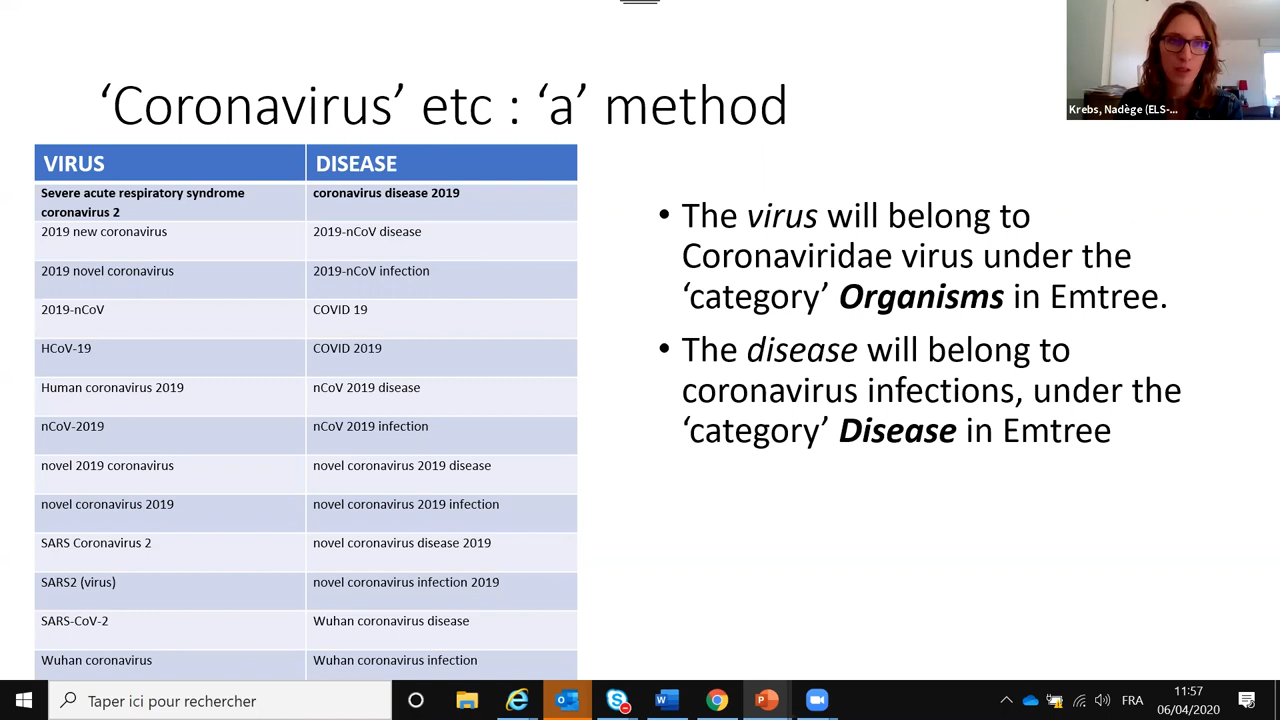 ‘Coronavirus’ etc : ‘a’ method
Krebs, Nadège (ELS-...
VIRUS DISEASE
Severe acute respiratory syndrome coronavirus 2 coronavirus disease 2019
2019 new coronavirus 2019-nCoV disease
2019 novel coronavirus 2019-nCoV infection
2019-nCoV COVID 19
HCoV-19 COVID 2019
Human coronavirus 2019 nCoV 2019 disease
nCoV-2019 nCoV 2019 infection
novel 2019 coronavirus novel coronavirus 2019 disease
novel coronavirus 2019 novel coronavirus 2019 infection
SARS Coronavirus 2 novel coronavirus disease 2019
SARS2 (virus) novel coronavirus infection 2019
SARS-CoV-2 Wuhan coronavirus disease
Wuhan coronavirus Wuhan coronavirus infection
• The virus will belong to
Coronaviridae virus under the
‘category’ Organisms in Emtree.
• The disease will belong to
coronavirus infections, under the
‘category’ Disease in Emtree
Taper ici pour rechercher
FRA
11:57
06/04/2020